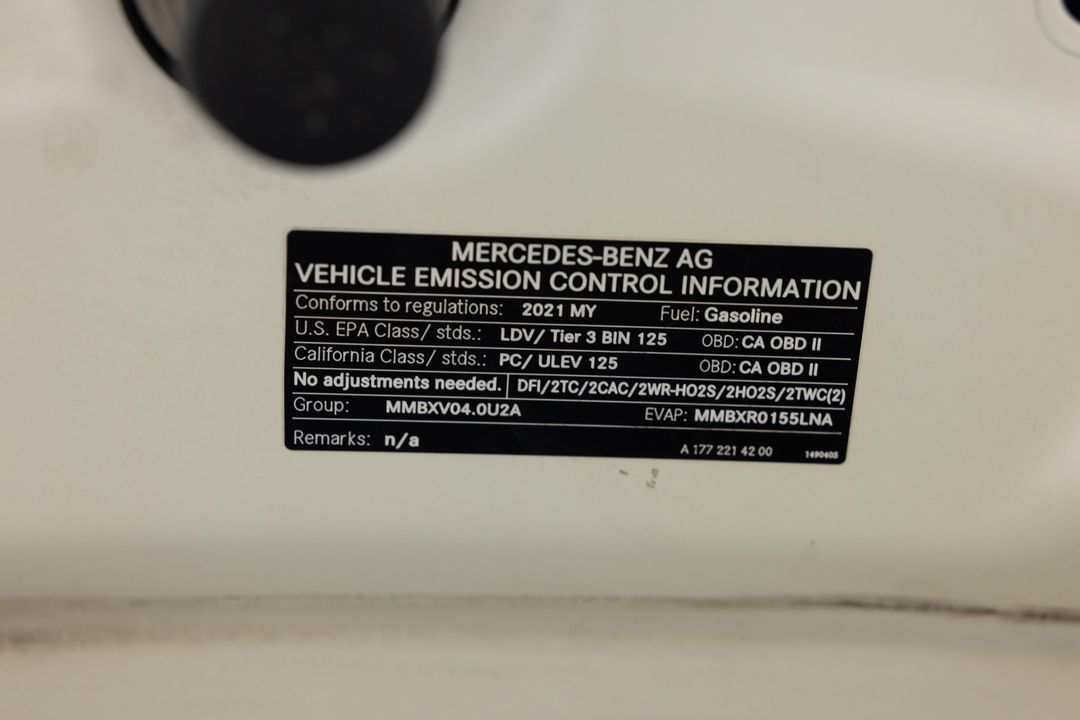 MERCEDES-BENZ AG
VEHICLE EMISSION CONTROL INFORMATION
Conforms to regulations: 2021 MY Fuel: Gasoline
U.S. EPA Class/ stds.: LDV/ Tier 3 BIN 125 OBD: CA OBD II
California Class/ stds.: PC/ ULEV 125 OBD: CA OBD II
No adjustments needed. DFI/2TC/2CAC/2WR-HO2S/2HO2S/2TWC(2)
Group: MMBXV04.0U2A EVAP: MMBXR0155LNA
Remarks: n/a A 177 221 42 00 1490405